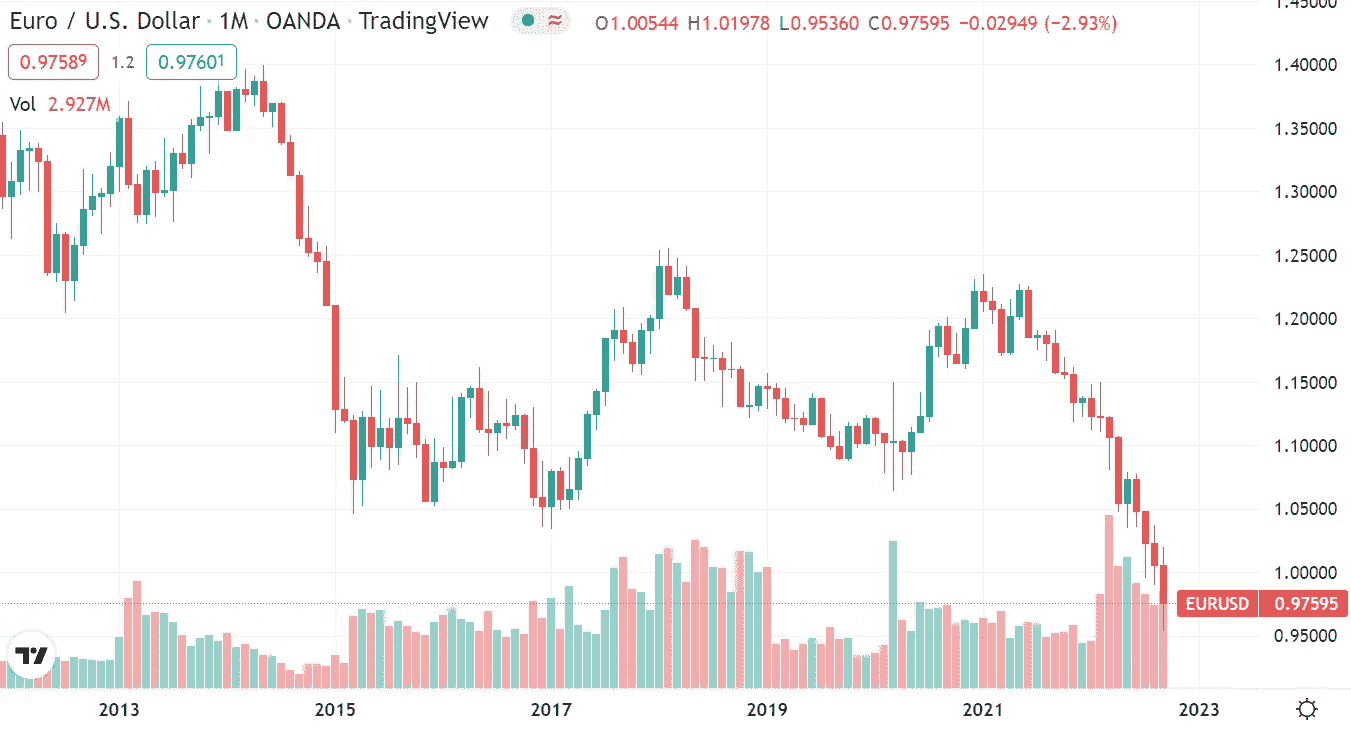 Euro / U.S. Dollar · 1M · OANDA · TradingView ≈ O1.00544 H1.01978 L0.95360 C0.97595 −0.02949 (−2.93%)
0.97589 1.2 0.97601
Vol 2.927M
1.45000
1.40000
1.35000
1.30000
1.25000
1.20000
1.15000
1.10000
1.05000
1.00000
EURUSD 0.97595
0.95000
2013 2015 2017 2019 2021 2023